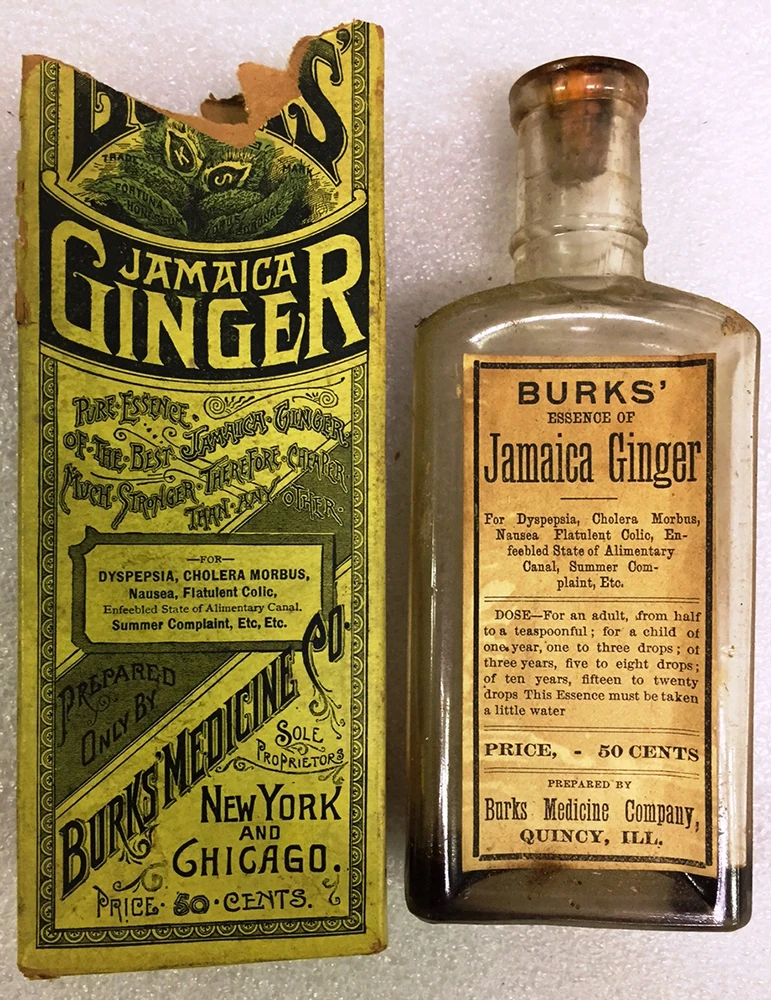 TRADE MARK
K S
FORTUNA
JAMAICA
GINGER
PURE ESSENCE
OF THE BEST JAMAICA GINGER
MUCH STRONGER THEREFORE CHEAPER
THAN ANY OTHER.
—FOR—
DYSPEPSIA, CHOLERA MORBUS,
Nausea, Flatulent Colic,
Enfeebled State of Alimentary Canal.
Summer Complaint, Etc, Etc.
PREPARED
ONLY BY
BURKS' MEDICINE CO.
SOLE
PROPRIETORS
NEW YORK
AND
CHICAGO.
PRICE · 50 · CENTS.
BURKS'
ESSENCE OF
Jamaica Ginger
For Dyspepsia, Cholera Morbus,
Nausea Flatulent Colic, En-
feebled State of Alimentary
Canal, Summer Com-
plaint, Etc.
DOSE—For an adult, from half
to a teaspoonful; for a child of
one year, one to three drops; of
three years, five to eight drops;
of ten years, fifteen to twenty
drops This Essence must be taken
a little water
PRICE, - 50 CENTS
PREPARED BY
Burks Medicine Company,
QUINCY, ILL.